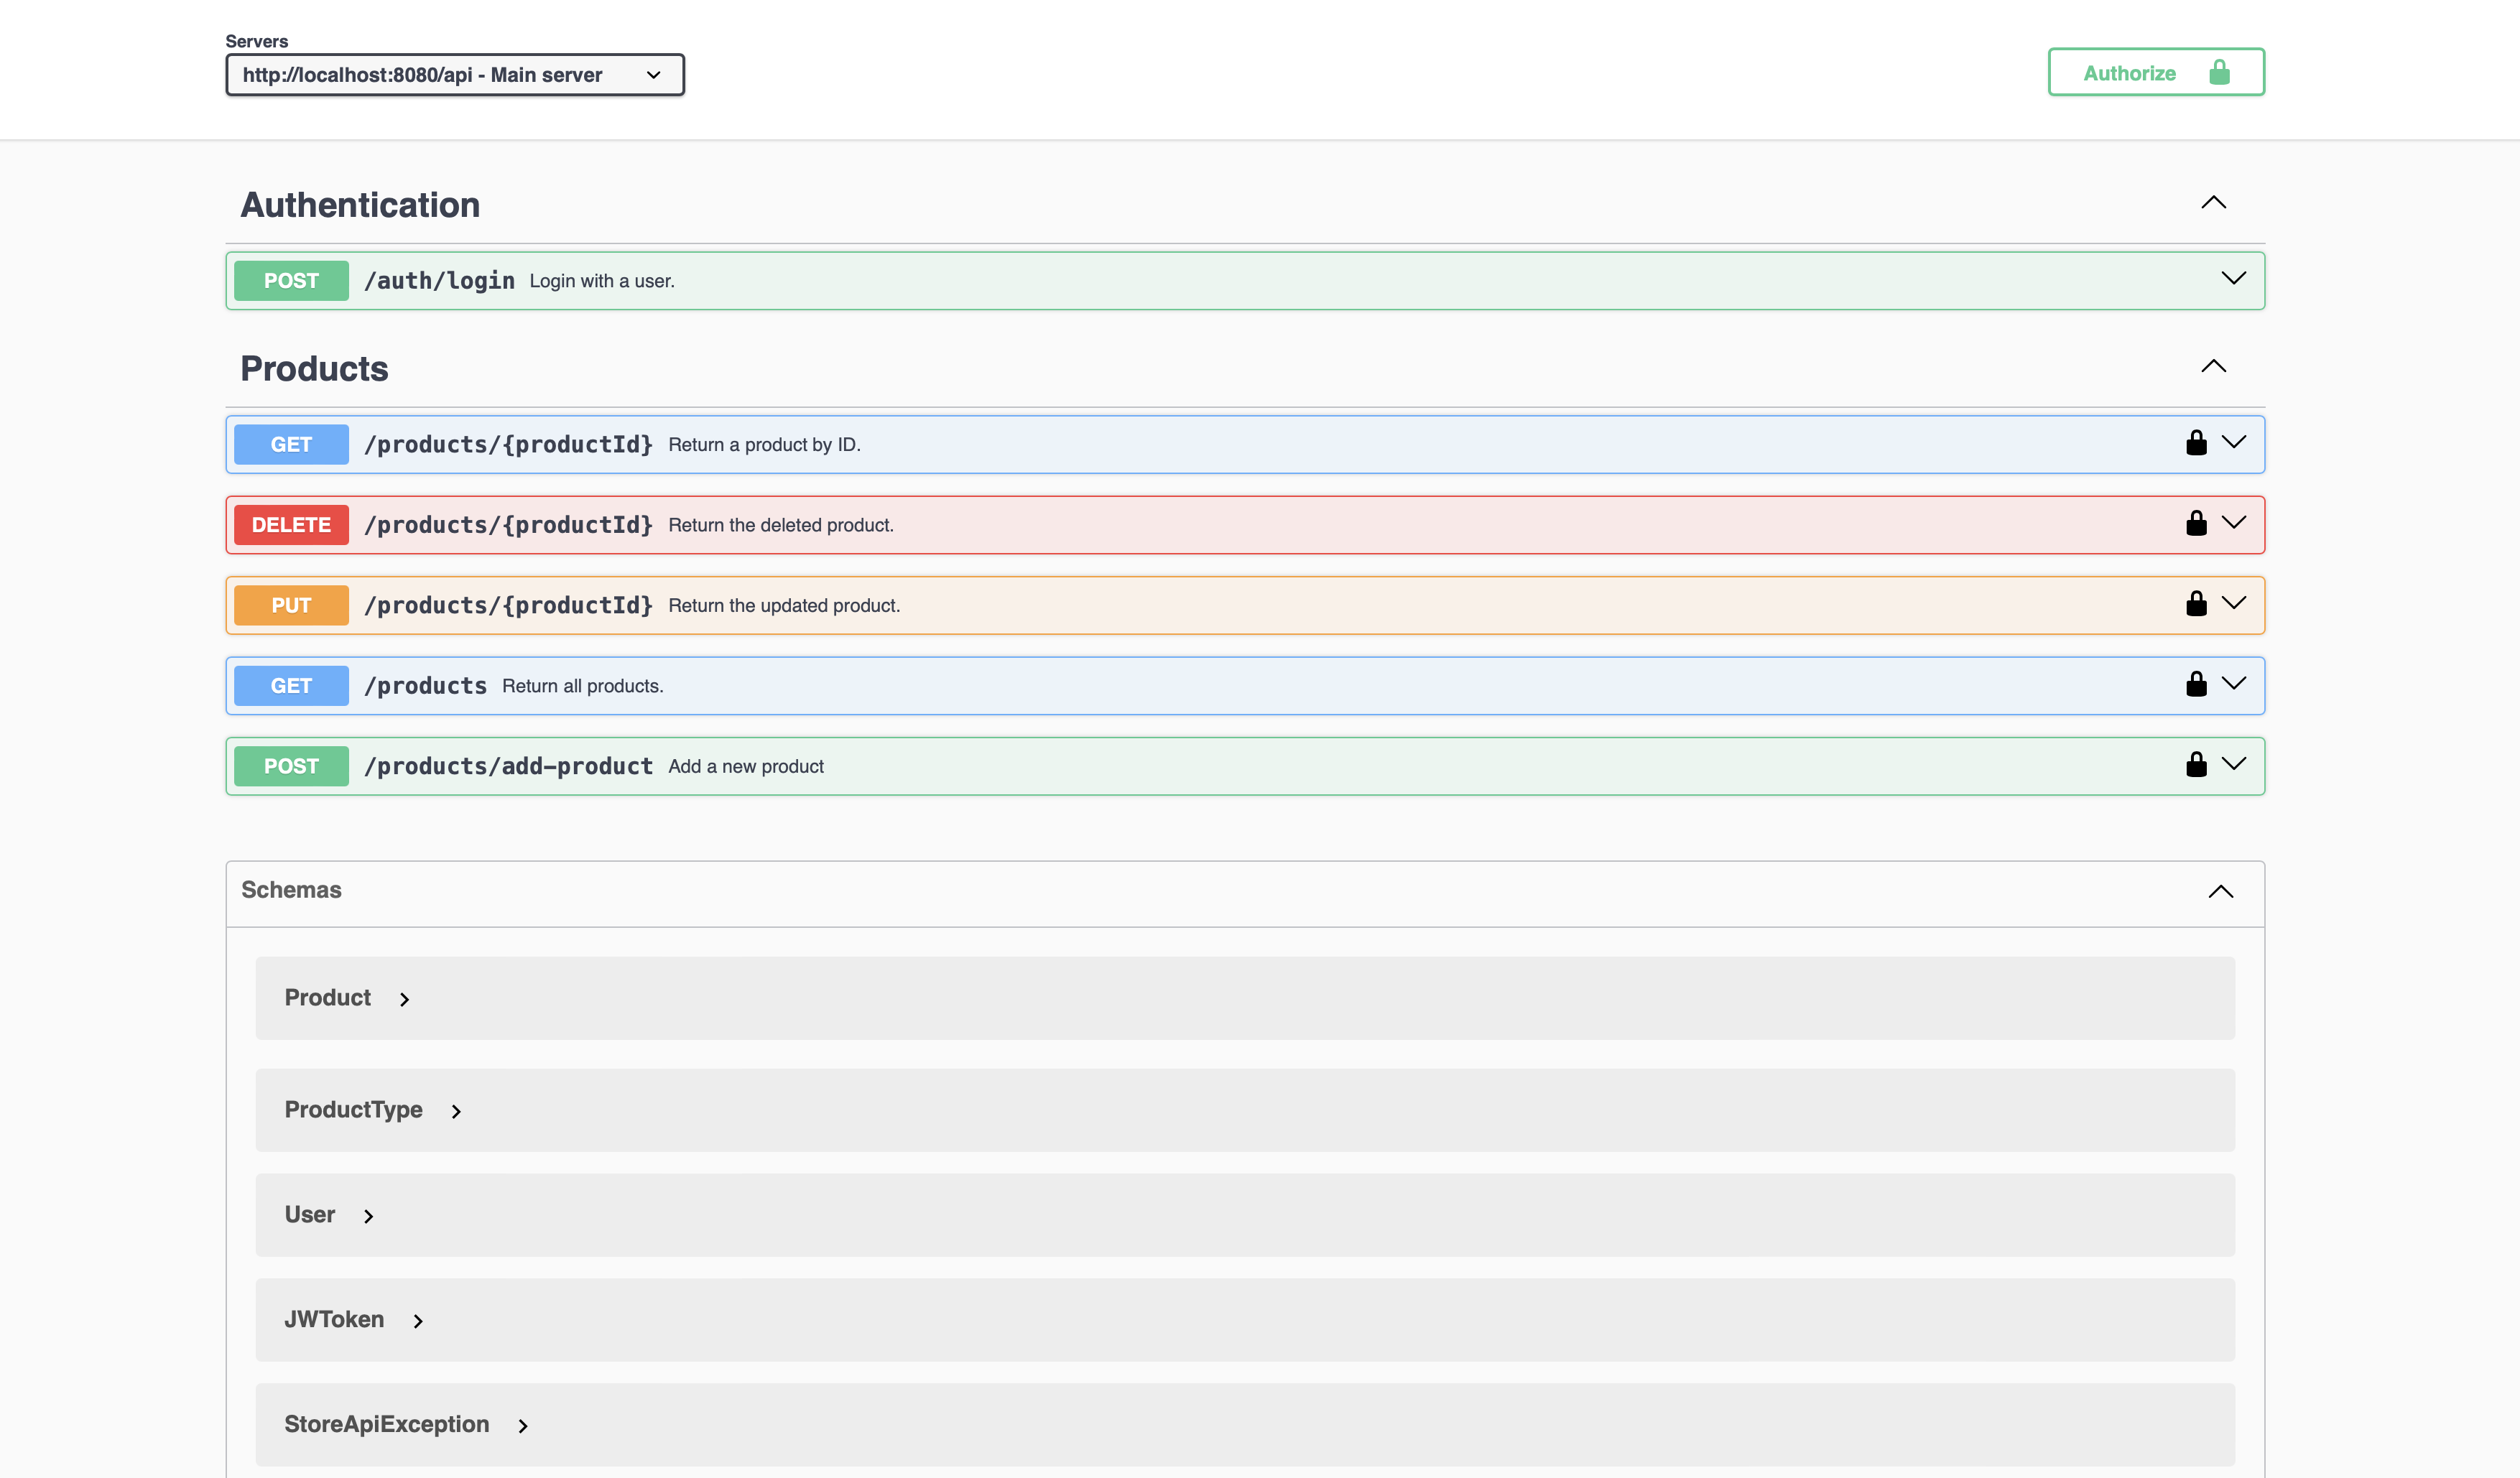 Servers
http://localhost:8080/api - Main server
Authorize
Authentication
POST /auth/login Login with a user.
Products
GET /products/{productId} Return a product by ID.
DELETE /products/{productId} Return the deleted product.
PUT /products/{productId} Return the updated product.
GET /products Return all products.
POST /products/add-product Add a new product
Schemas
Product
ProductType
User
JWToken
StoreApiException